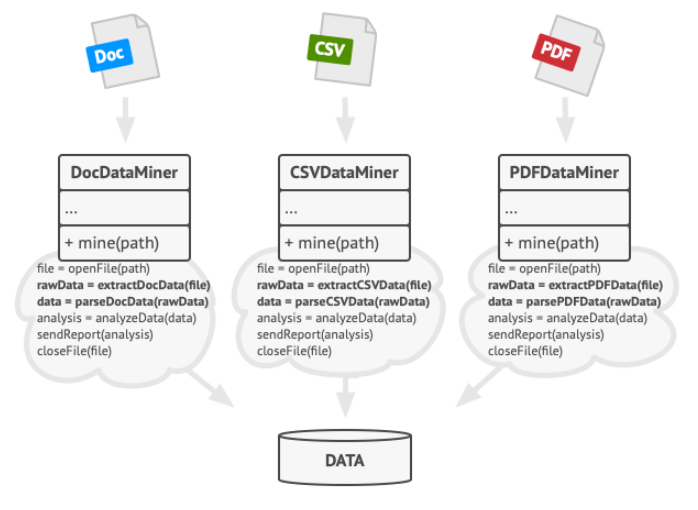 Doc
CSV
PDF
DocDataMiner
...
+ mine(path)
file = openFile(path)
rawData = extractDocData(file)
data = parseDocData(rawData)
analysis = analyzeData(data)
sendReport(analysis)
closeFile(file)
CSVDataMiner
...
+ mine(path)
file = openFile(path)
rawData = extractCSVData(file)
data = parseCSVData(rawData)
analysis = analyzeData(data)
sendReport(analysis)
closeFile(file)
PDFDataMiner
...
+ mine(path)
file = openFile(path)
rawData = extractPDFData(file)
data = parsePDFData(rawData)
analysis = analyzeData(data)
sendReport(analysis)
closeFile(file)
DATA